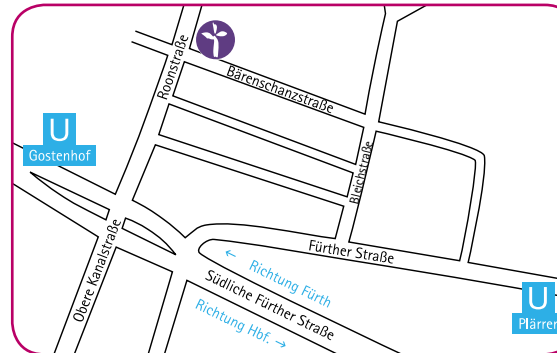 Roonstraße
Bärenschanzstraße
U
Gostenhof
Bleichstraße
Obere Kanalstraße
Fürther Straße
← Richtung Fürth
Südliche Fürther Straße
Richtung Hbf. →
U
Plärrer